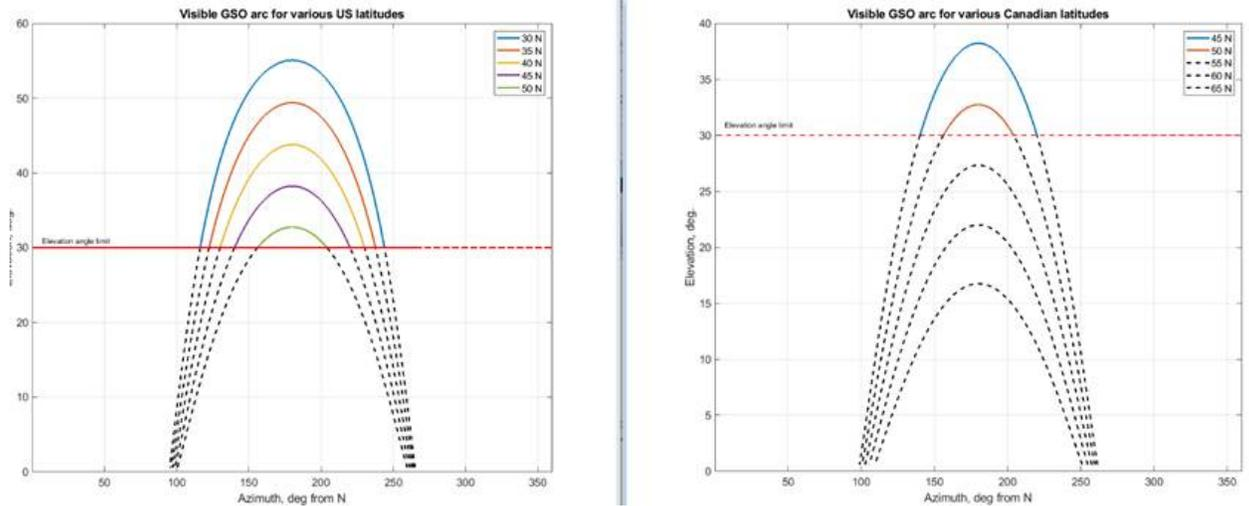 Visible GSO arc for various US latitudes
60
50
40
30
20
10
0
50
100
150
200
250
300
350
Azimuth, deg from N
Elevation angle limit
30 N
35 N
40 N
45 N
50 N
Visible GSO arc for various Canadian latitudes
40
35
30
25
20
15
10
5
0
50
100
150
200
250
300
350
Elevation, deg.
Azimuth, deg from N
Elevation angle limit
45 N
50 N
55 N
60 N
65 N